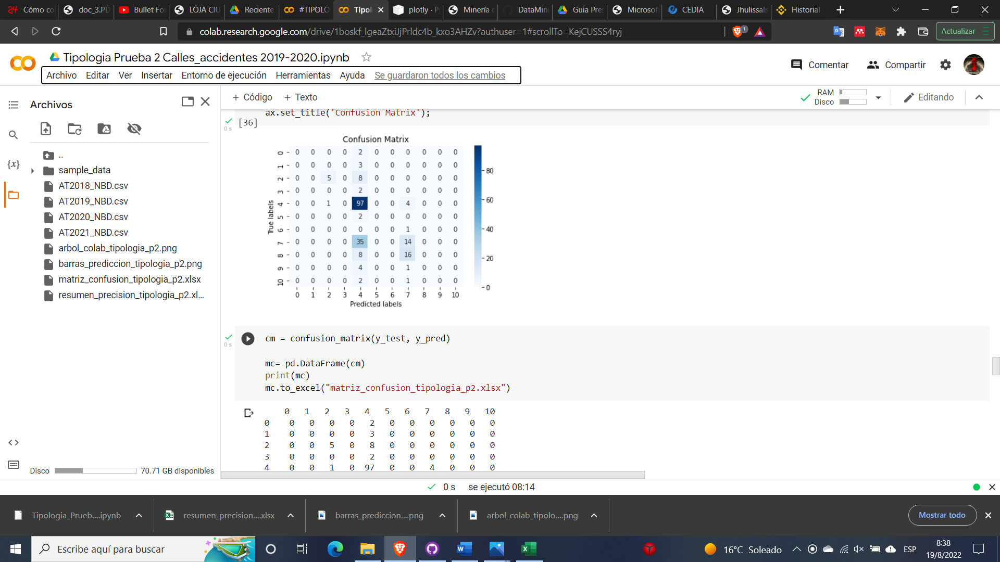 Cómo co
doc_3.PD
Bullet Fo
LOJA CIU
Reciente
#TIPOLO
Tipol
plotly · P
Minería
DataMini
Guia Pre
Microsof
CEDIA
Jhulissal
Historial
colab.research.google.com/drive/1boskf_lgeaZtxiJjPrIdc4b_kxo3AHZv?authuser=1#scrollTo=KejCUSSS4ryj
1
Actualizar
Tipologia Prueba 2 Calles_accidentes 2019-2020.ipynb
Comentar
Compartir
Archivo Editar Ver Insertar Entorno de ejecución Herramientas Ayuda Se guardaron todos los cambios
Archivos
+ Código + Texto
RAM
Disco
Editando
..
sample_data
AT2018_NBD.csv
AT2019_NBD.csv
AT2020_NBD.csv
AT2021_NBD.csv
arbol_colab_tipologia_p2.png
barras_prediccion_tipologia_p2.png
matriz_confusion_tipologia_p2.xlsx
resumen_precision_tipologia_p2.xl...
{x}
Disco 70.71 GB disponibles
ax.set_title('Confusion Matrix');
0 s
[36]
Confusion Matrix
True labels
0 0 0 0 0 2 0 0 0 0 0 0
1 0 0 0 0 3 0 0 0 0 0 0
2 0 0 5 0 8 0 0 0 0 0 0
3 0 0 0 0 2 0 0 0 0 0 0
4 0 0 1 0 97 0 0 4 0 0 0
5 0 0 0 0 2 0 0 0 0 0 0
6 0 0 0 0 0 0 0 1 0 0 0
7 0 0 0 0 35 0 0 14 0 0 0
8 0 0 0 0 8 0 0 16 0 0 0
9 0 0 0 0 4 0 0 1 0 0 0
10 0 0 0 0 2 0 0 1 0 0 0
0 1 2 3 4 5 6 7 8 9 10
Predicted labels
80
60
40
20
0
0 s
cm = confusion_matrix(y_test, y_pred)
mc= pd.DataFrame(cm)
print(mc)
mc.to_excel("matriz_confusion_tipologia_p2.xlsx")
0 1 2 3 4 5 6 7 8 9 10
0 0 0 0 0 2 0 0 0 0 0 0
1 0 0 0 0 3 0 0 0 0 0 0
2 0 0 5 0 8 0 0 0 0 0 0
3 0 0 0 0 2 0 0 0 0 0 0
4 0 0 1 0 97 0 0 4 0 0 0
0 s se ejecutó 08:14
Tipologia_Prueb....ipynb
resumen_precision....xlsx
barras_prediccion....png
arbol_colab_tipolo....png
Mostrar todo
Escribe aquí para buscar
16°C Soleado
ESP
8:38
19/8/2022